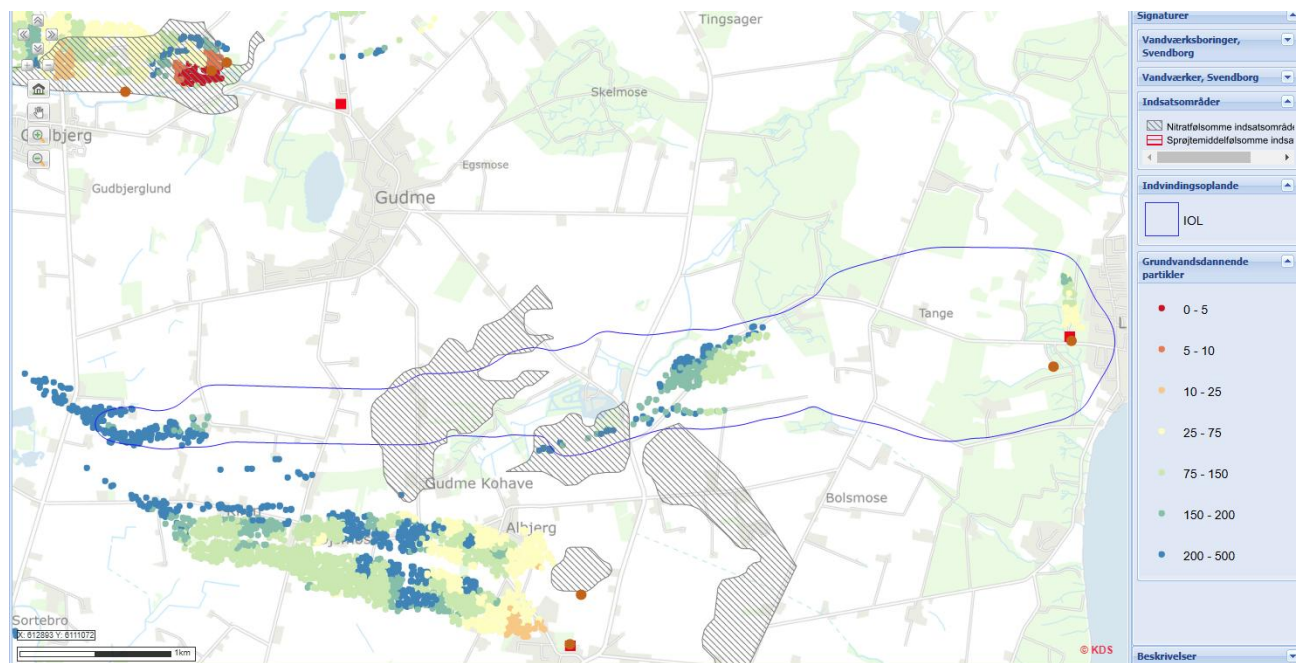 Tingsager
Skelmose
Egsmose
Gudbjerglund
Gudme
Tange
L
Gudme Kohave
Bolsmose
Albjerg
Sortebro
X: 612893 Y: 6111072
1km
© KDS
Signaturer
Vandværksboringer,
Svendborg
Vandværker, Svendborg
Indsatsområder
Nitratfølsomme indsatsområde
Sprøjtemiddelfølsomme indsa
Indvindingsoplande
IOL
Grundvandsdannende
partikler
0 - 5
5 - 10
10 - 25
25 - 75
75 - 150
150 - 200
200 - 500
Beskrivelser